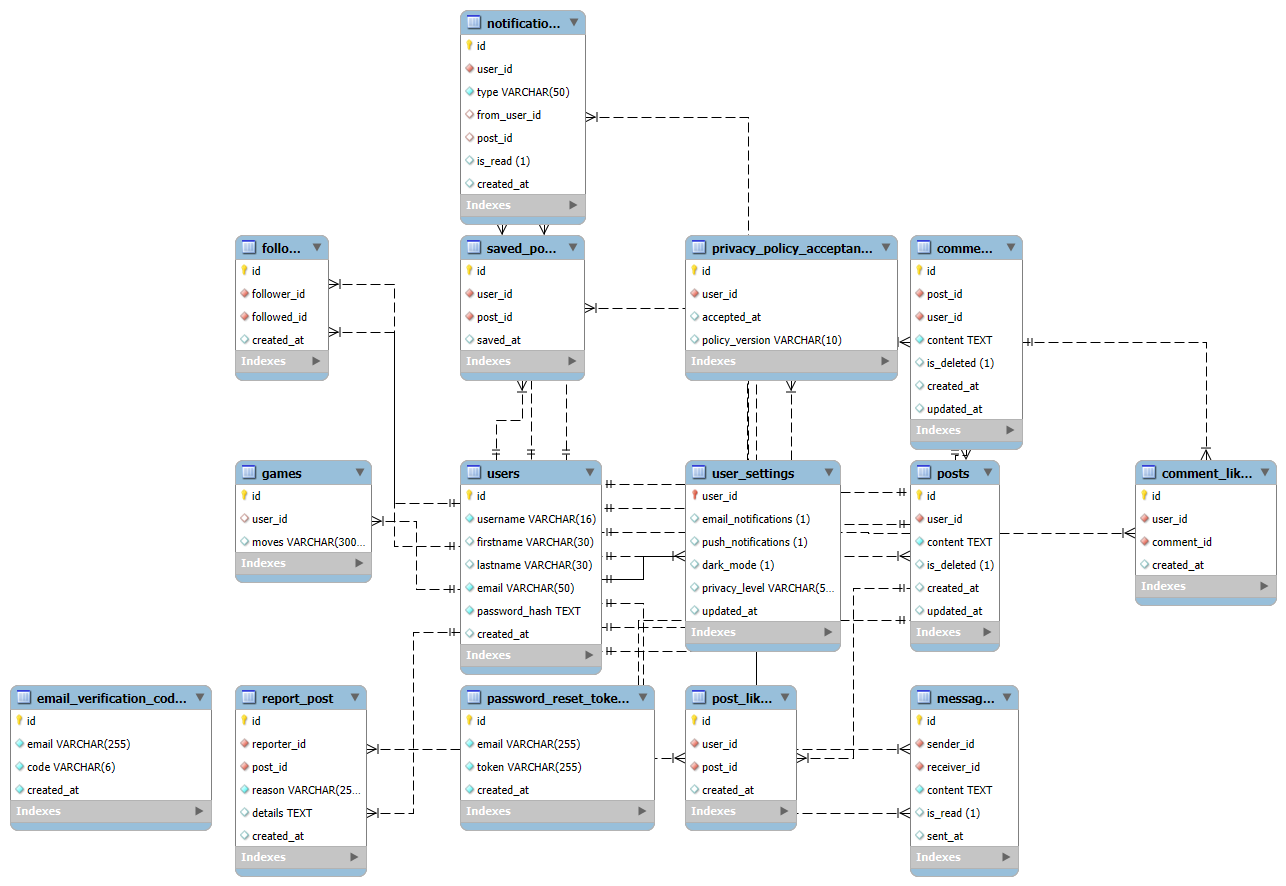 notificatio...
id
user_id
type VARCHAR(50)
from_user_id
post_id
is_read (1)
created_at
Indexes
follo...
id
follower_id
followed_id
created_at
Indexes
saved_po...
id
user_id
post_id
saved_at
Indexes
privacy_policy_acceptan...
id
user_id
accepted_at
policy_version VARCHAR(10)
Indexes
comme...
id
post_id
user_id
content TEXT
is_deleted (1)
created_at
updated_at
Indexes
games
id
user_id
moves VARCHAR(300...
Indexes
users
id
username VARCHAR(16)
firstname VARCHAR(30)
lastname VARCHAR(30)
email VARCHAR(50)
password_hash TEXT
created_at
Indexes
user_settings
user_id
email_notifications (1)
push_notifications (1)
dark_mode (1)
privacy_level VARCHAR(5...
updated_at
Indexes
posts
id
user_id
content TEXT
is_deleted (1)
created_at
updated_at
Indexes
comment_lik...
id
user_id
comment_id
created_at
Indexes
email_verification_cod...
id
email VARCHAR(255)
code VARCHAR(6)
created_at
Indexes
report_post
id
reporter_id
post_id
reason VARCHAR(25...
details TEXT
created_at
Indexes
password_reset_toke...
id
email VARCHAR(255)
token VARCHAR(255)
created_at
Indexes
post_lik...
id
user_id
post_id
created_at
Indexes
messag...
id
sender_id
receiver_id
content TEXT
is_read (1)
sent_at
Indexes